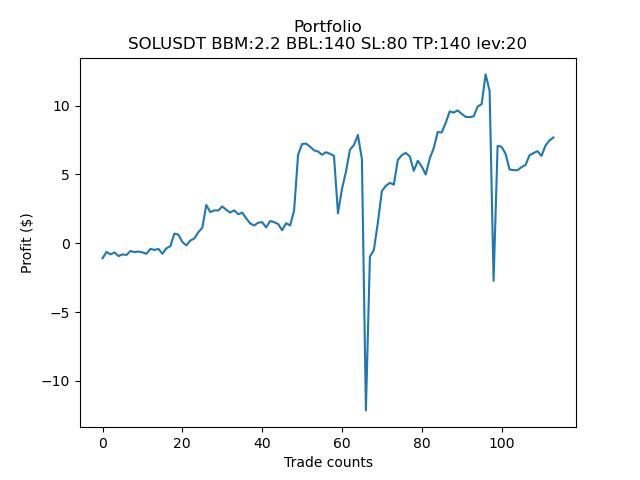 Portfolio
SOLUSDT BBM:2.2 BBL:140 SL:80 TP:140 lev:20
10
5
0
−5
−10
Profit ($)
0 20 40 60 80 100
Trade counts